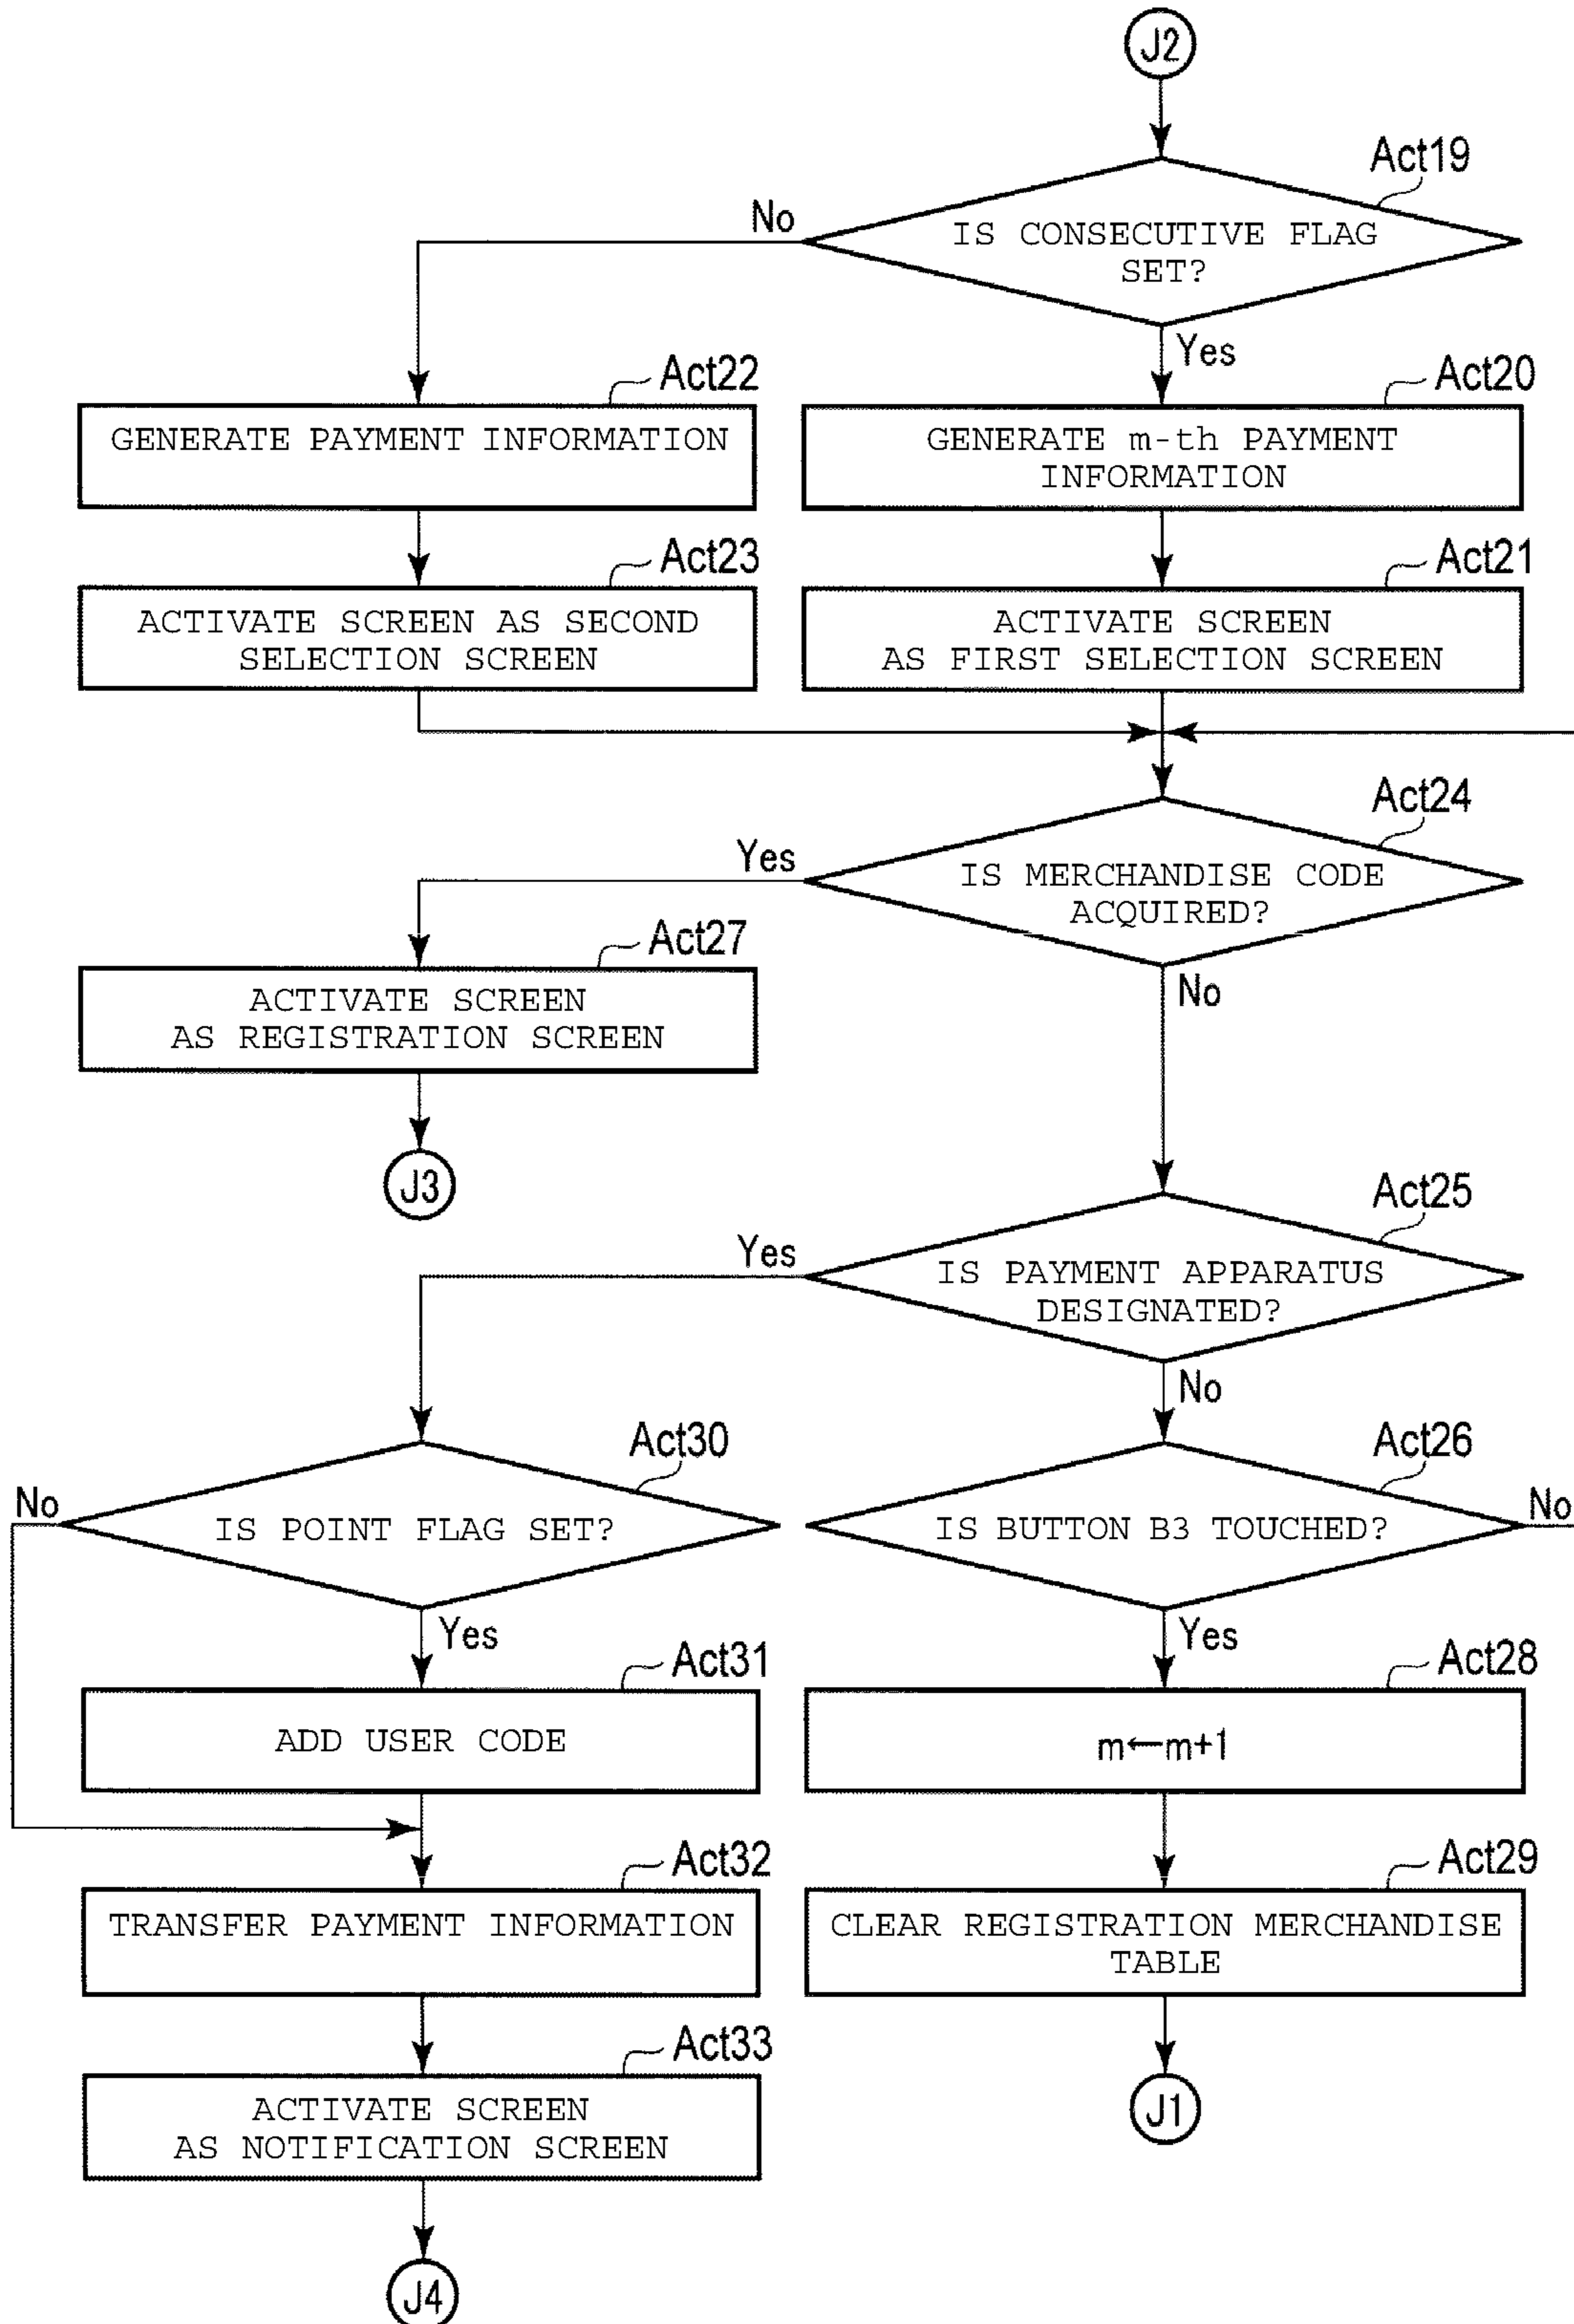 J2
Act19
No
IS CONSECUTIVE FLAG
SET?
Yes
Act22
GENERATE PAYMENT INFORMATION
Act20
GENERATE m-th PAYMENT
INFORMATION
Act23
ACTIVATE SCREEN AS SECOND
SELECTION SCREEN
Act21
ACTIVATE SCREEN
AS FIRST SELECTION SCREEN
Act24
Yes
IS MERCHANDISE CODE
ACQUIRED?
No
Act27
ACTIVATE SCREEN
AS REGISTRATION SCREEN
J3
Act25
Yes
IS PAYMENT APPARATUS
DESIGNATED?
No
Act30
No
IS POINT FLAG SET?
Yes
Act26
IS BUTTON B3 TOUCHED?
No
Yes
Act31
ADD USER CODE
Act28
m←m+1
Act32
TRANSFER PAYMENT INFORMATION
Act29
CLEAR REGISTRATION MERCHANDISE
TABLE
Act33
ACTIVATE SCREEN
AS NOTIFICATION SCREEN
J1
J4